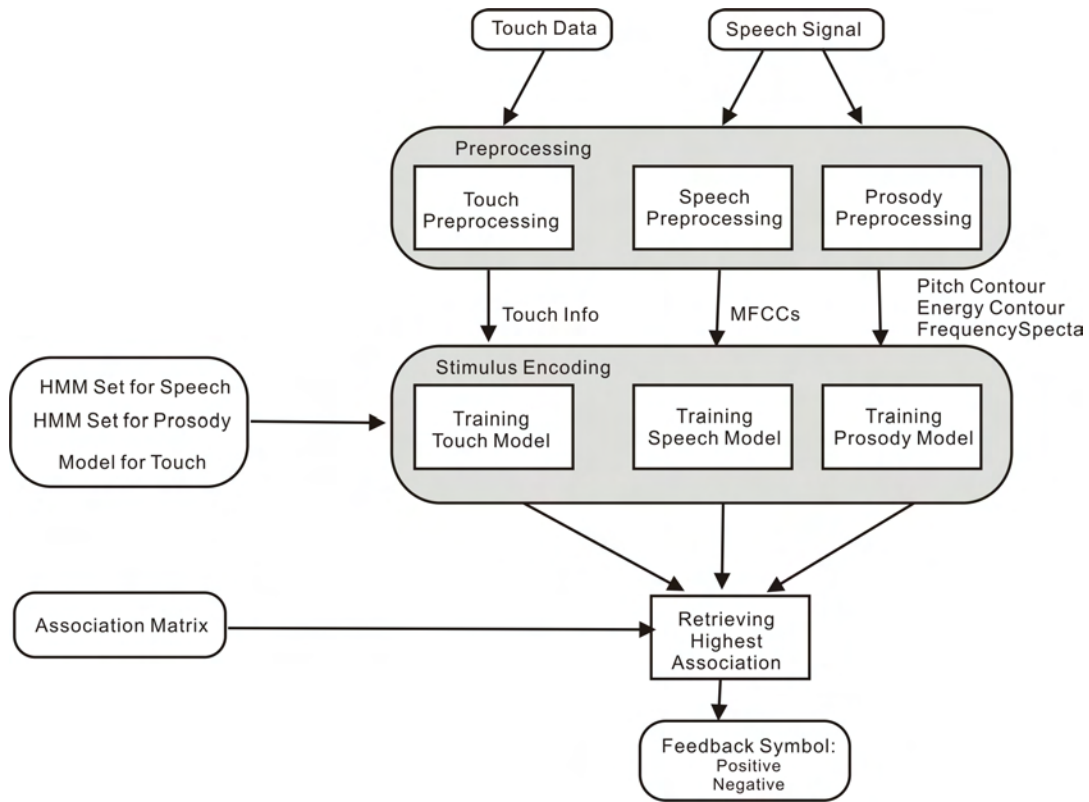 Touch Data
Speech Signal
Preprocessing
Touch
Preprocessing
Speech
Preprocessing
Prosody
Preprocessing
Touch Info
MFCCs
Pitch Contour
Energy Contour
FrequencySpecta
HMM Set for Speech
HMM Set for Prosody
Model for Touch
Stimulus Encoding
Training
Touch Model
Training
Speech Model
Training
Prosody Model
Association Matrix
Retrieving
Highest
Association
Feedback Symbol:
Positive
Negative